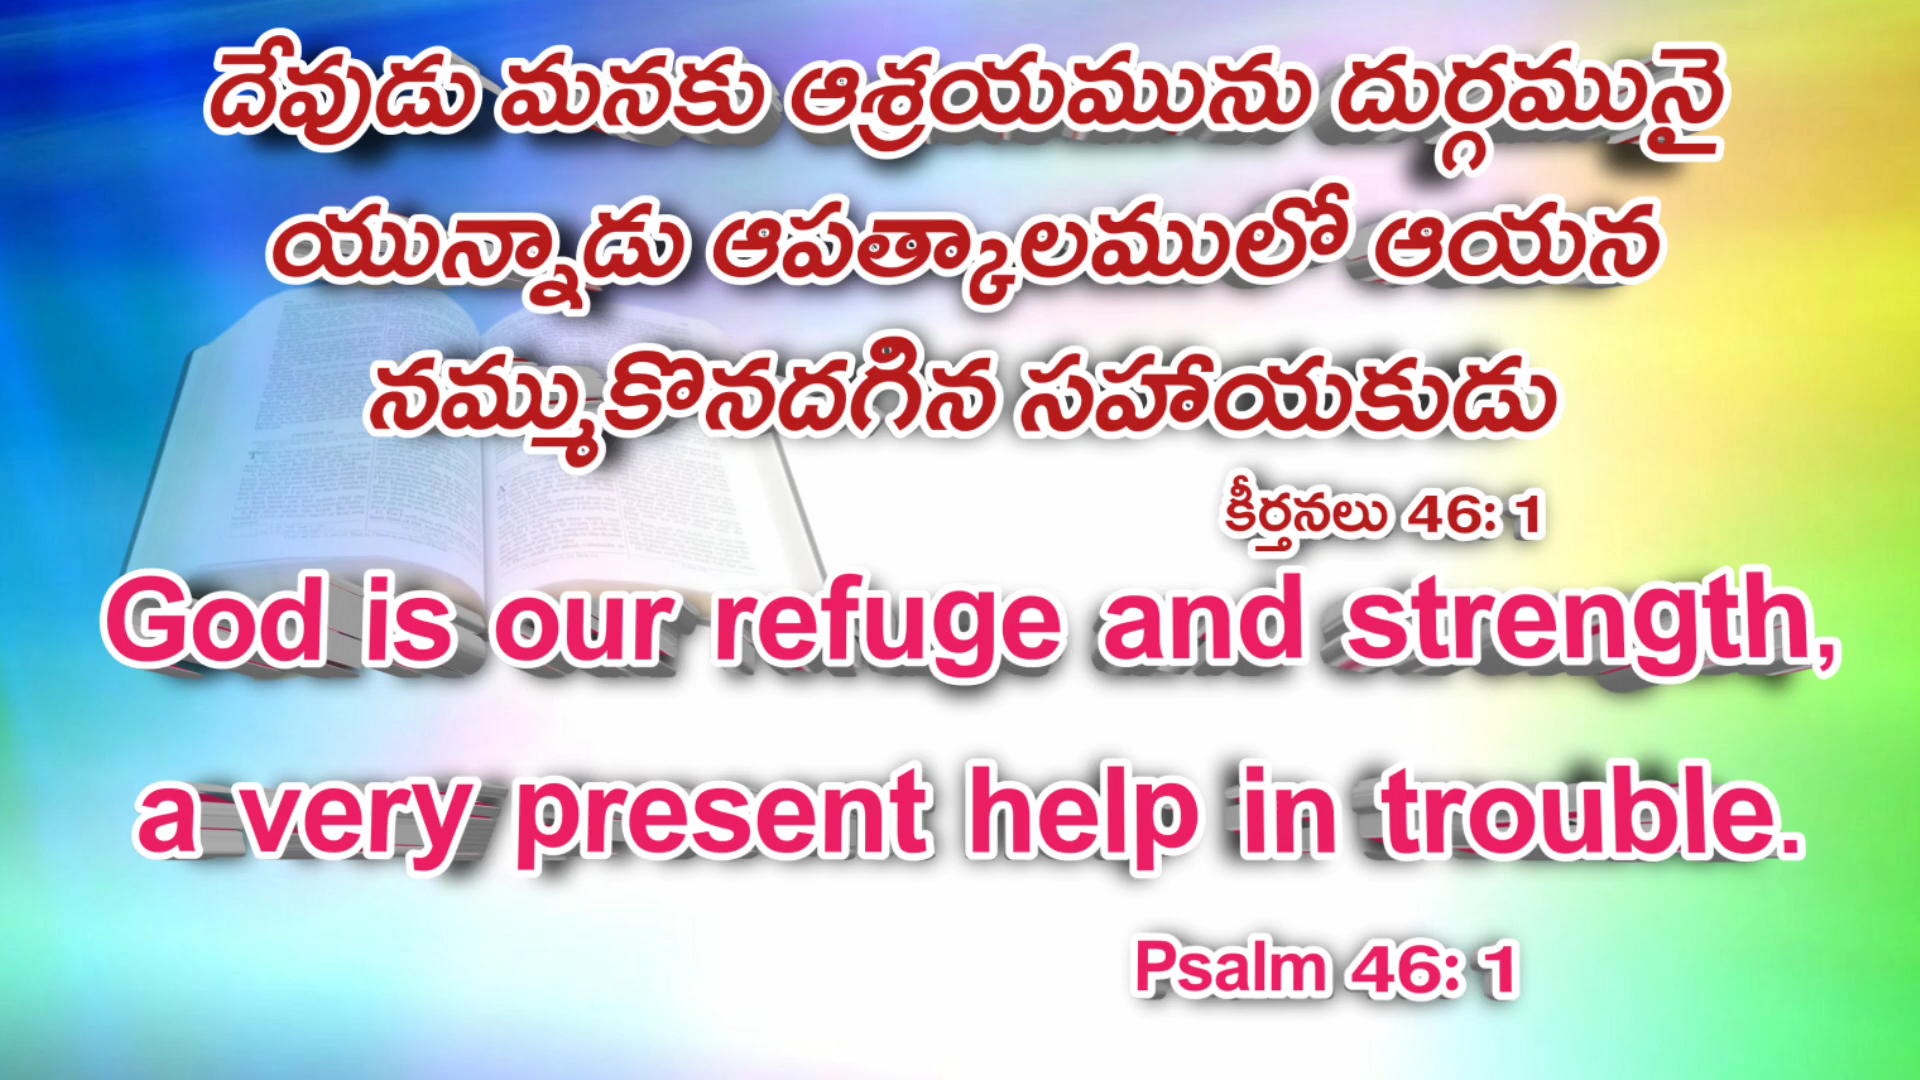 దేవుడు మనకు ఆశ్రయమును దుర్గమునై
యున్నాడు ఆపత్కాలములో ఆయన
నమ్ముకొనదగిన సహాయకుడు
కీర్తనలు 46: 1
God is our refuge and strength,
a very present help in trouble.
Psalm 46: 1